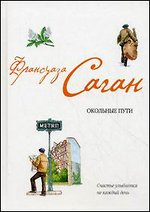 Франсуаза
Саган
ОКОЛЬНЫЕ ПУТИ
METRO
Счастье улыбается
не каждый день